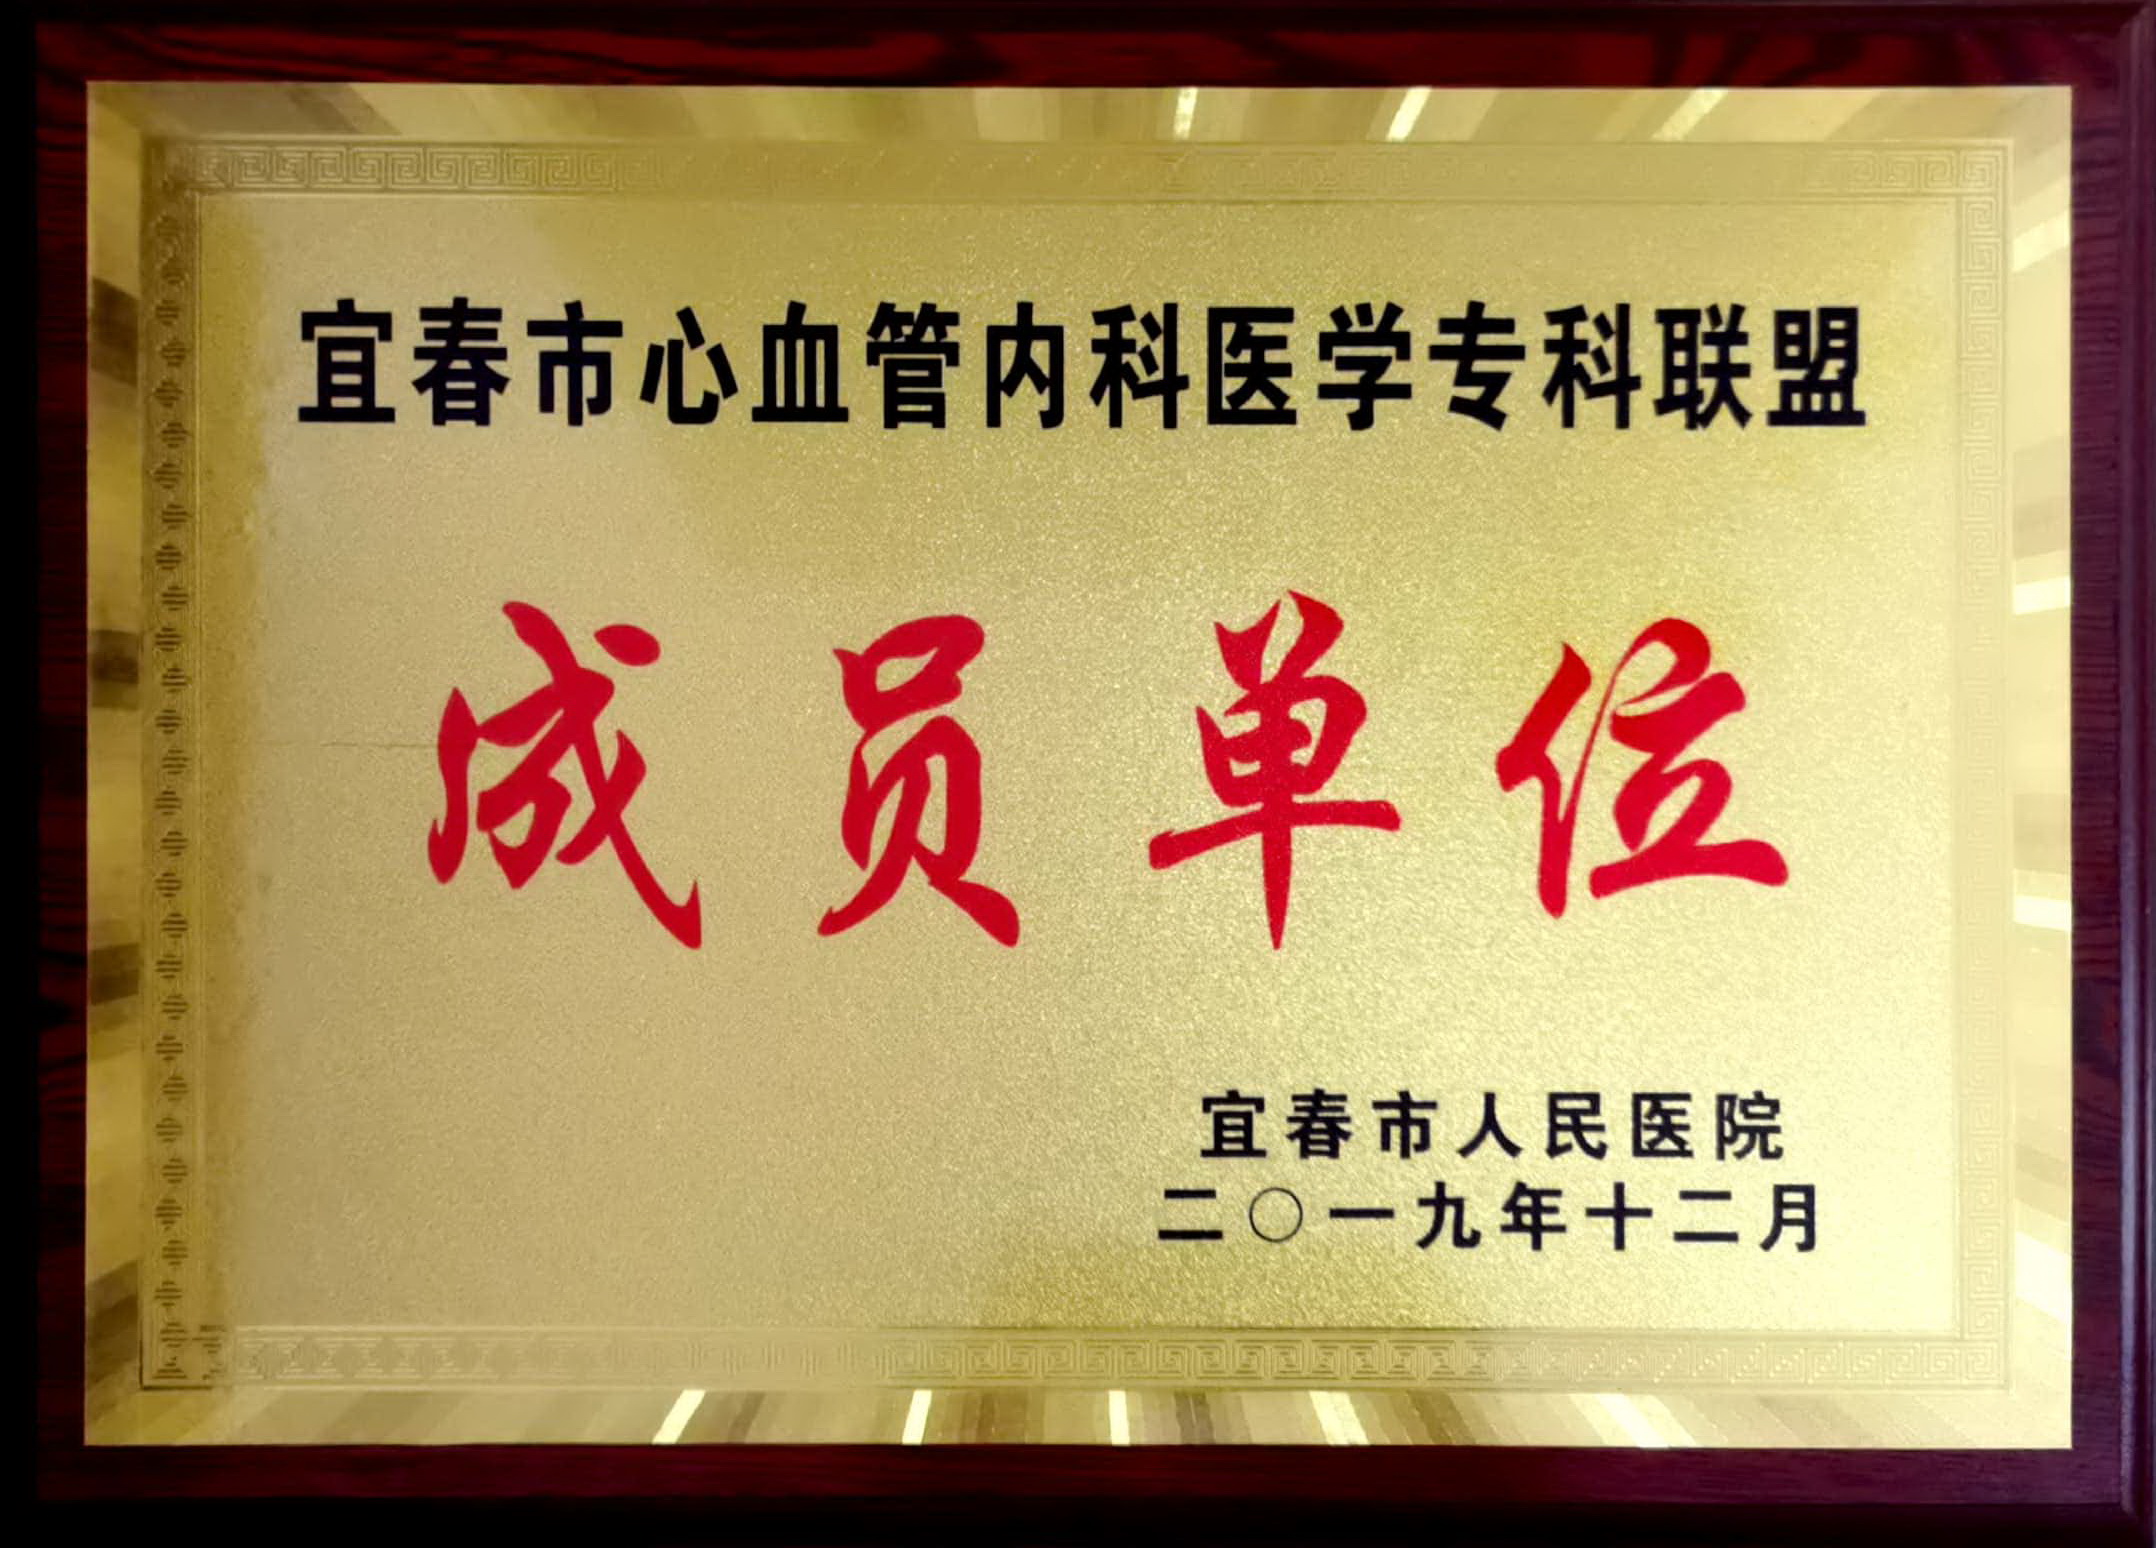 宜春市心血管内科医学专科联盟
成员单位
宜春市人民医院
二〇一九年十二月